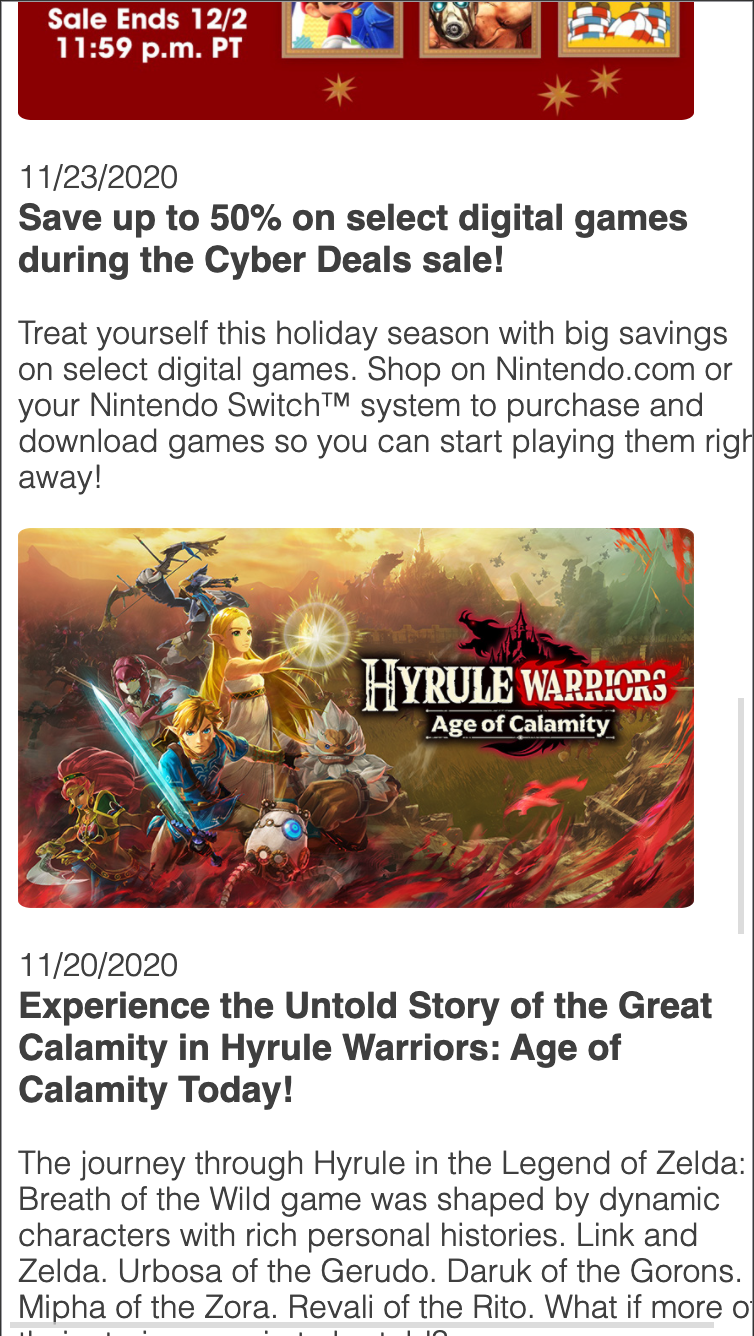 Sale Ends 12/2
11:59 p.m. PT
11/23/2020
Save up to 50% on select digital games
during the Cyber Deals sale!
Treat yourself this holiday season with big savings
on select digital games. Shop on Nintendo.com or
your Nintendo Switch™ system to purchase and
download games so you can start playing them righ
away!
HYRULE WARRIORS
Age of Calamity
11/20/2020
Experience the Untold Story of the Great
Calamity in Hyrule Warriors: Age of
Calamity Today!
The journey through Hyrule in the Legend of Zelda:
Breath of the Wild game was shaped by dynamic
characters with rich personal histories. Link and
Zelda. Urbosa of the Gerudo. Daruk of the Gorons.
Mipha of the Zora. Revali of the Rito. What if more of